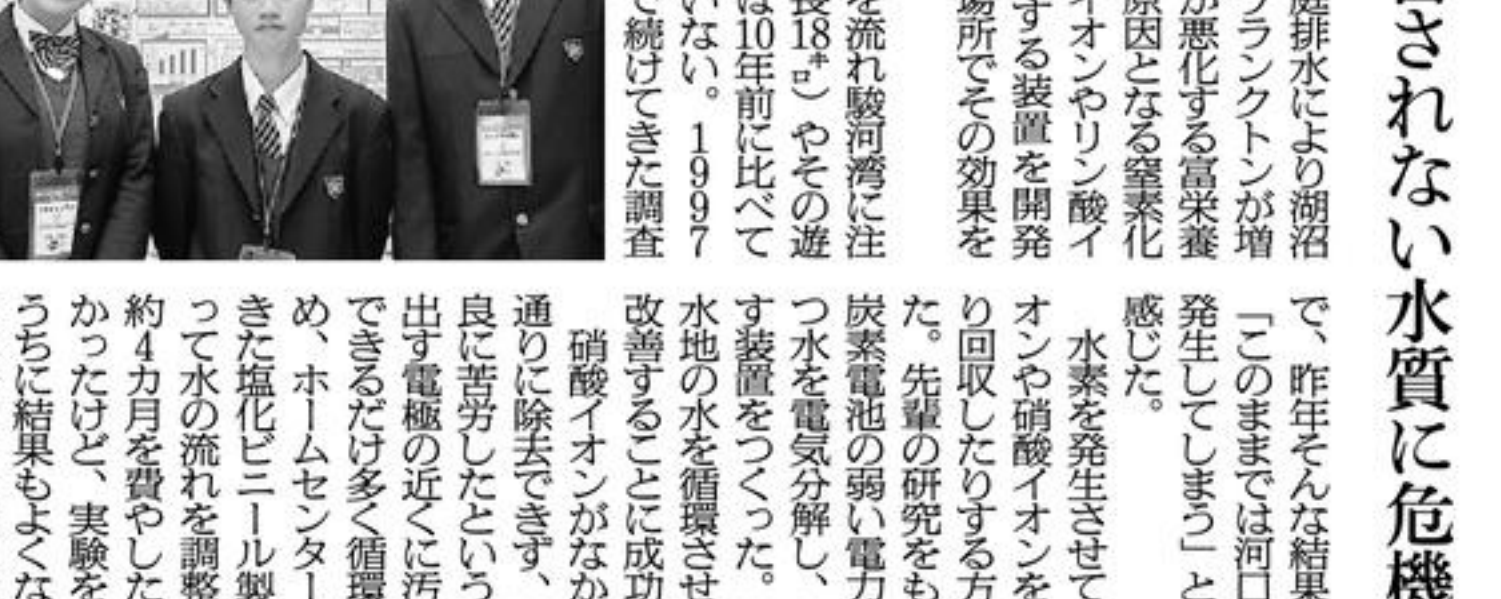 されない水質に危機
庭排水により湖沼
プランクトンが増
が悪化する富栄養
原因となる窒素化
イオンやリン酸イ
する装置を開発
場所でその効果を
を流れ駿河湾に注
長18㌔）やその遊
は10年前に比べて
いない。1997
で続けてきた調査
で、昨年そんな結果
「このままでは河口
発生してしまう」と
感じた。
水素を発生させて
オンや硝酸イオンを
り回収したりする方
た。先輩の研究をも
炭素電池の弱い電力
つ水を電気分解し、
す装置をつくった。
水地の水を循環させ
改善することに成功
硝酸イオンがなか
通りに除去できず、
良に苦労したという
出す電極の近くに汚
できるだけ多く循環
め、ホームセンター
きた塩化ビニール製
って水の流れを調整
約4カ月を費やした
かったけど、実験を
うちに結果もよくな